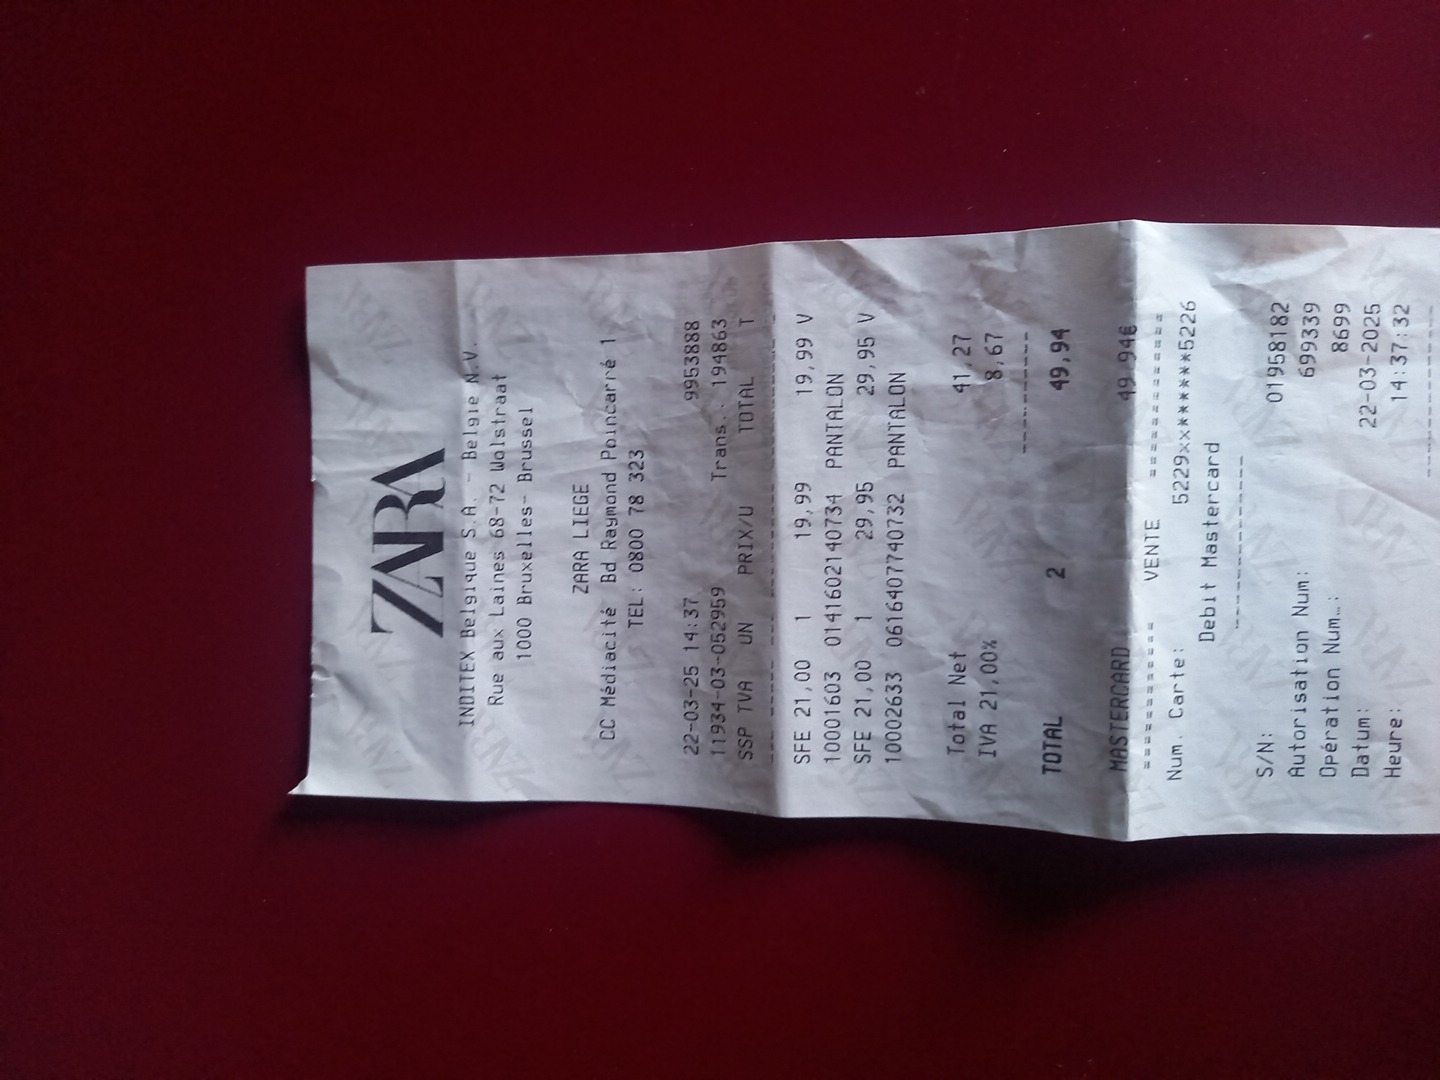 ZARA
INDITEX Belgique S.A. - Belgie N.V.
Rue aux Laines 68-72 Wolstraat
1000 Bruxelles- Brussel
ZARA LIEGE
CC Médiacité Bd Raymond Poincarré 1
TEL: 0800 78 323
22-03-25 14:37 9953888
11934-03-052959 Trans.: 194863
SSP TVA UN PRIX/U TOTAL T
SFE 21,00 1 19,99 19,99 V
10001603 0141602140734 PANTALON
SFE 21,00 1 29,95 29,95 V
10002633 0616407740732 PANTALON
Total Net 41,27
IVA 21,00% 8,67
TOTAL 2 49,94
MASTERCARD 49,94€
========== VENTE ==========
Num. Carte: 5229xx******5226
Debit Mastercard
S/N: 01958182
Autorisation Num: 699339
Opération Num..: 8699
Datum: 22-03-2025
Heure: 14:37:32